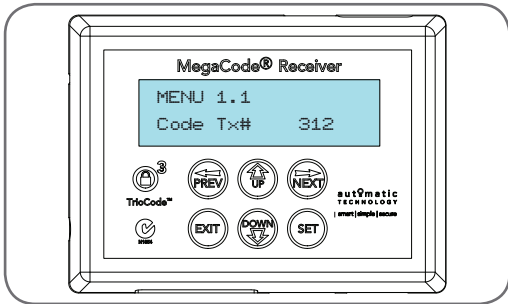 MegaCode® Receiver
MENU 1.1
Code Tx# 312
3
TrioCode™
PREV
UP
NEXT
automatic
TECHNOLOGY
| smart | simple | secure
EXIT
DOWN
SET